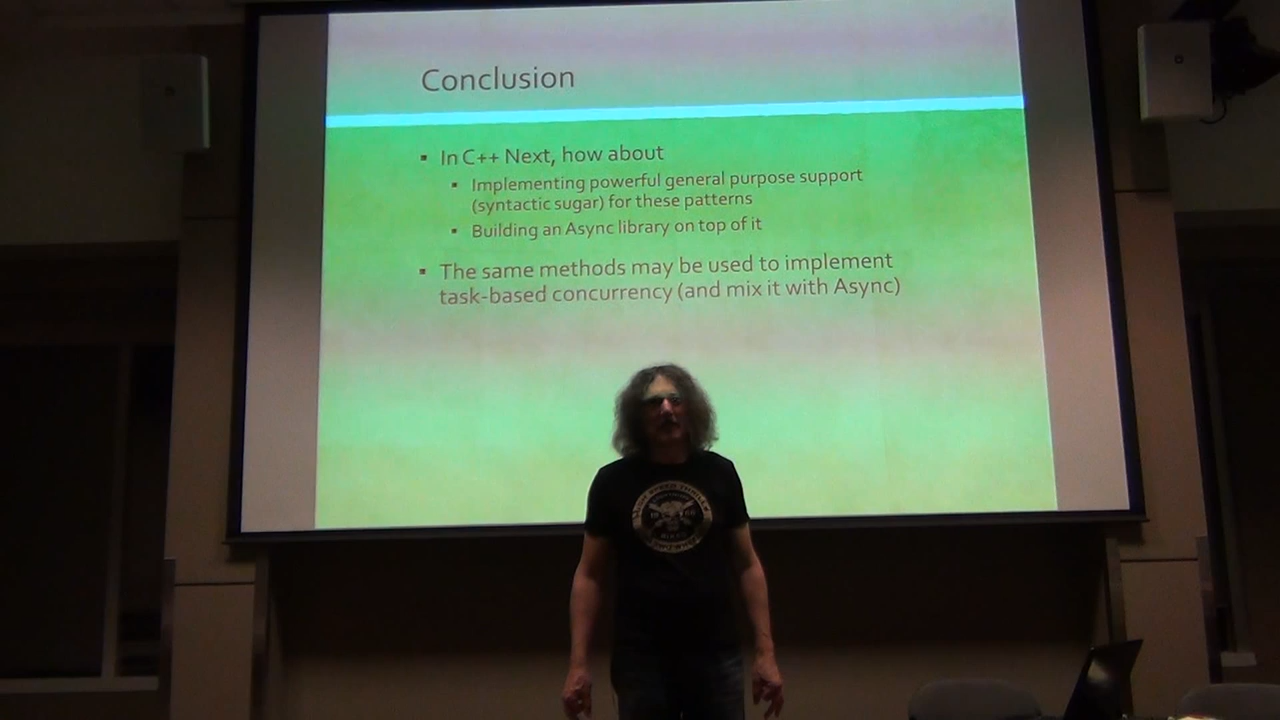 Conclusion
In C++ Next, how about
Implementing powerful general purpose support
(syntactic sugar) for these patterns
Building an Async library on top of it
The same methods may be used to implement
task-based concurrency (and mix it with Async)